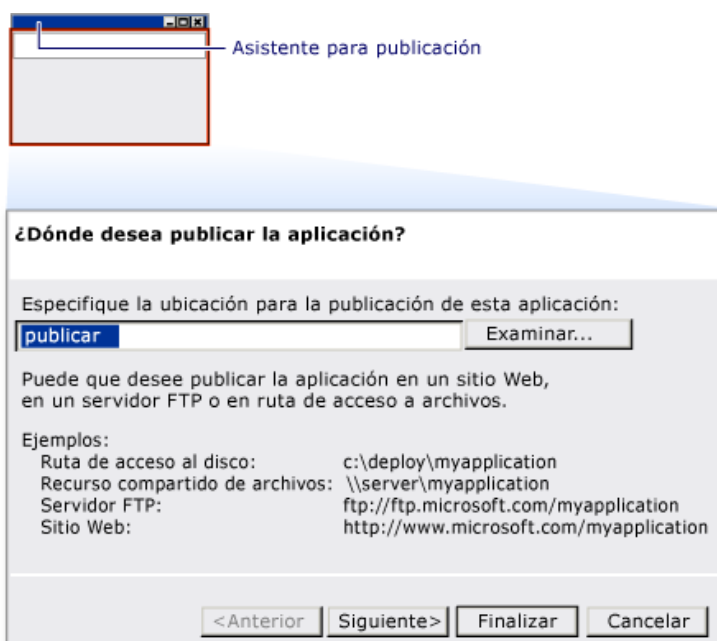 Asistente para publicación
¿Dónde desea publicar la aplicación?
Especifique la ubicación para la publicación de esta aplicación:
publicar
Examinar...
Puede que desee publicar la aplicación en un sitio Web,
en un servidor FTP o en ruta de acceso a archivos.
Ejemplos:
Ruta de acceso al disco: c:\deploy\myapplication
Recurso compartido de archivos: \\server\myapplication
Servidor FTP: ftp://ftp.microsoft.com/myapplication
Sitio Web: http://www.microsoft.com/myapplication
<Anterior Siguiente> Finalizar Cancelar